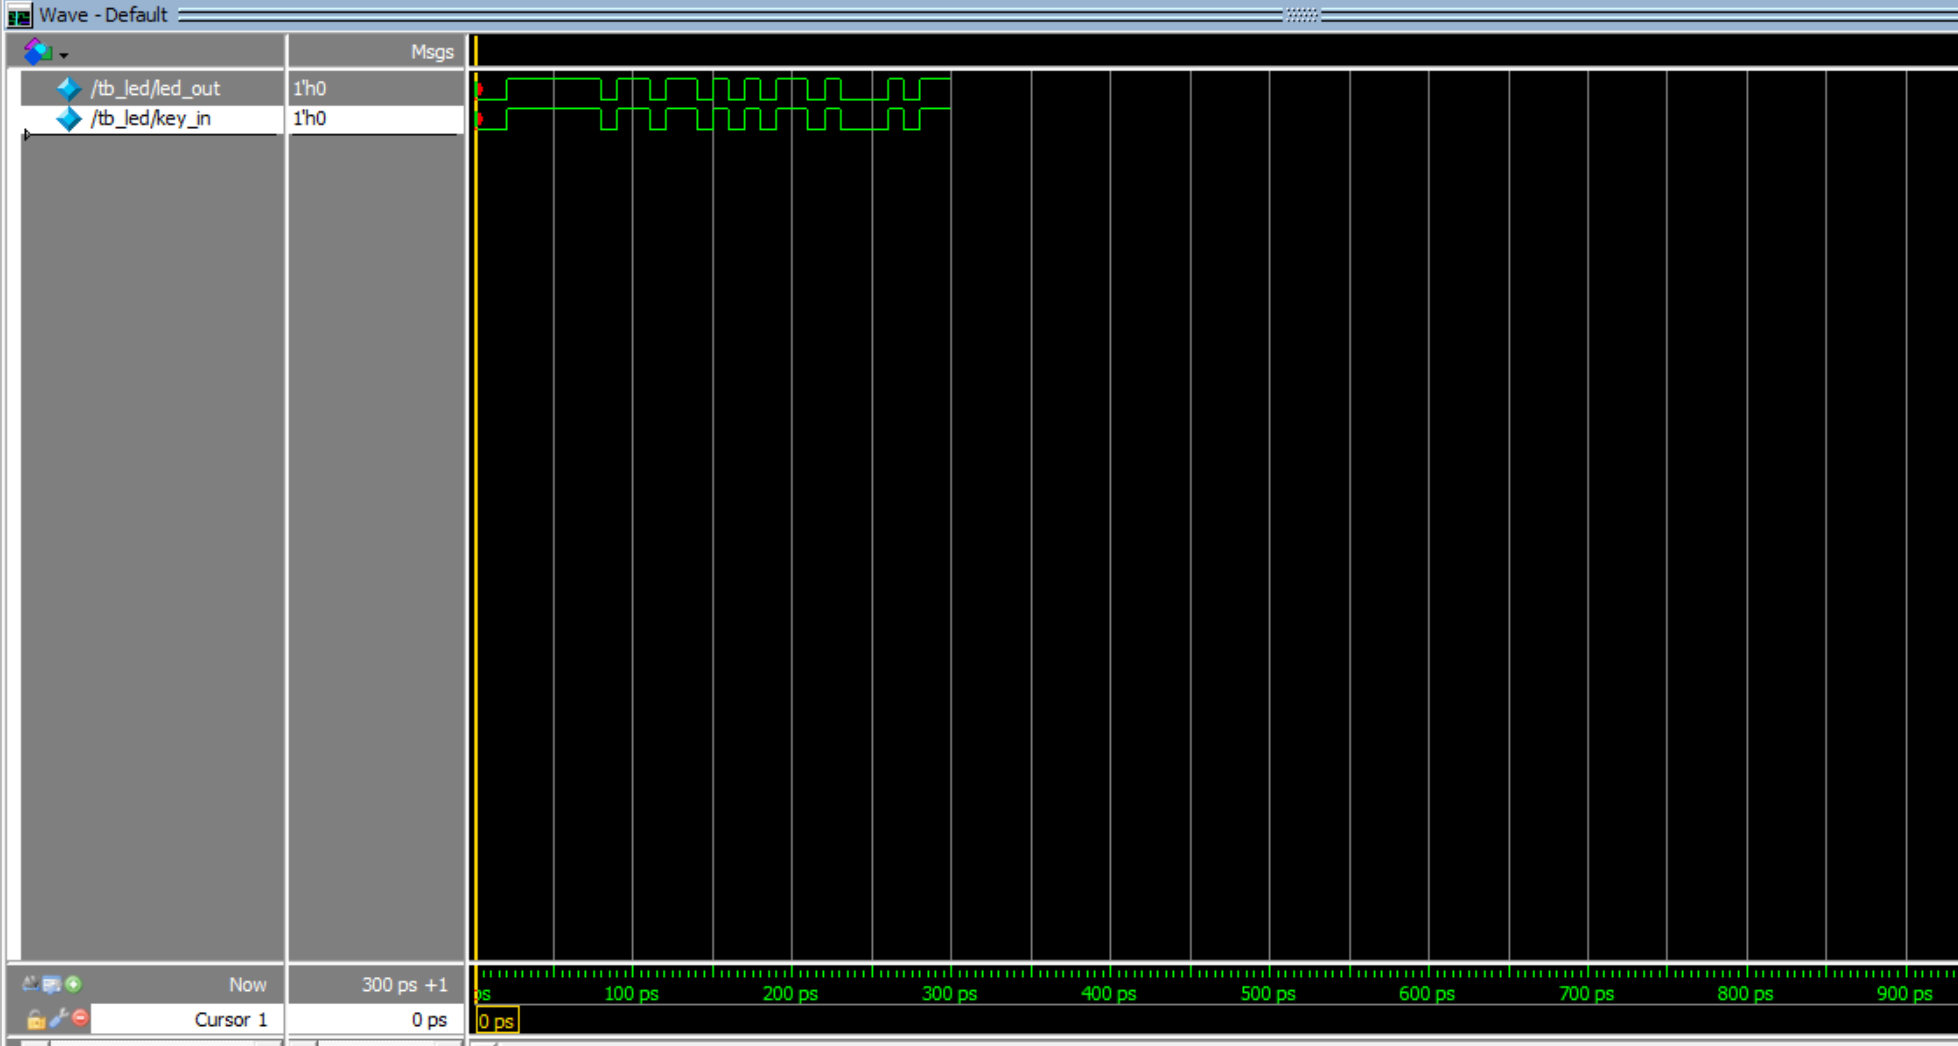 Wave - Default
Msgs
/tb_led/led_out 1'h0
/tb_led/key_in 1'h0
Now 300 ps +1
ps 100 ps 200 ps 300 ps 400 ps 500 ps 600 ps 700 ps 800 ps 900 ps
Cursor 1 0 ps 0 ps